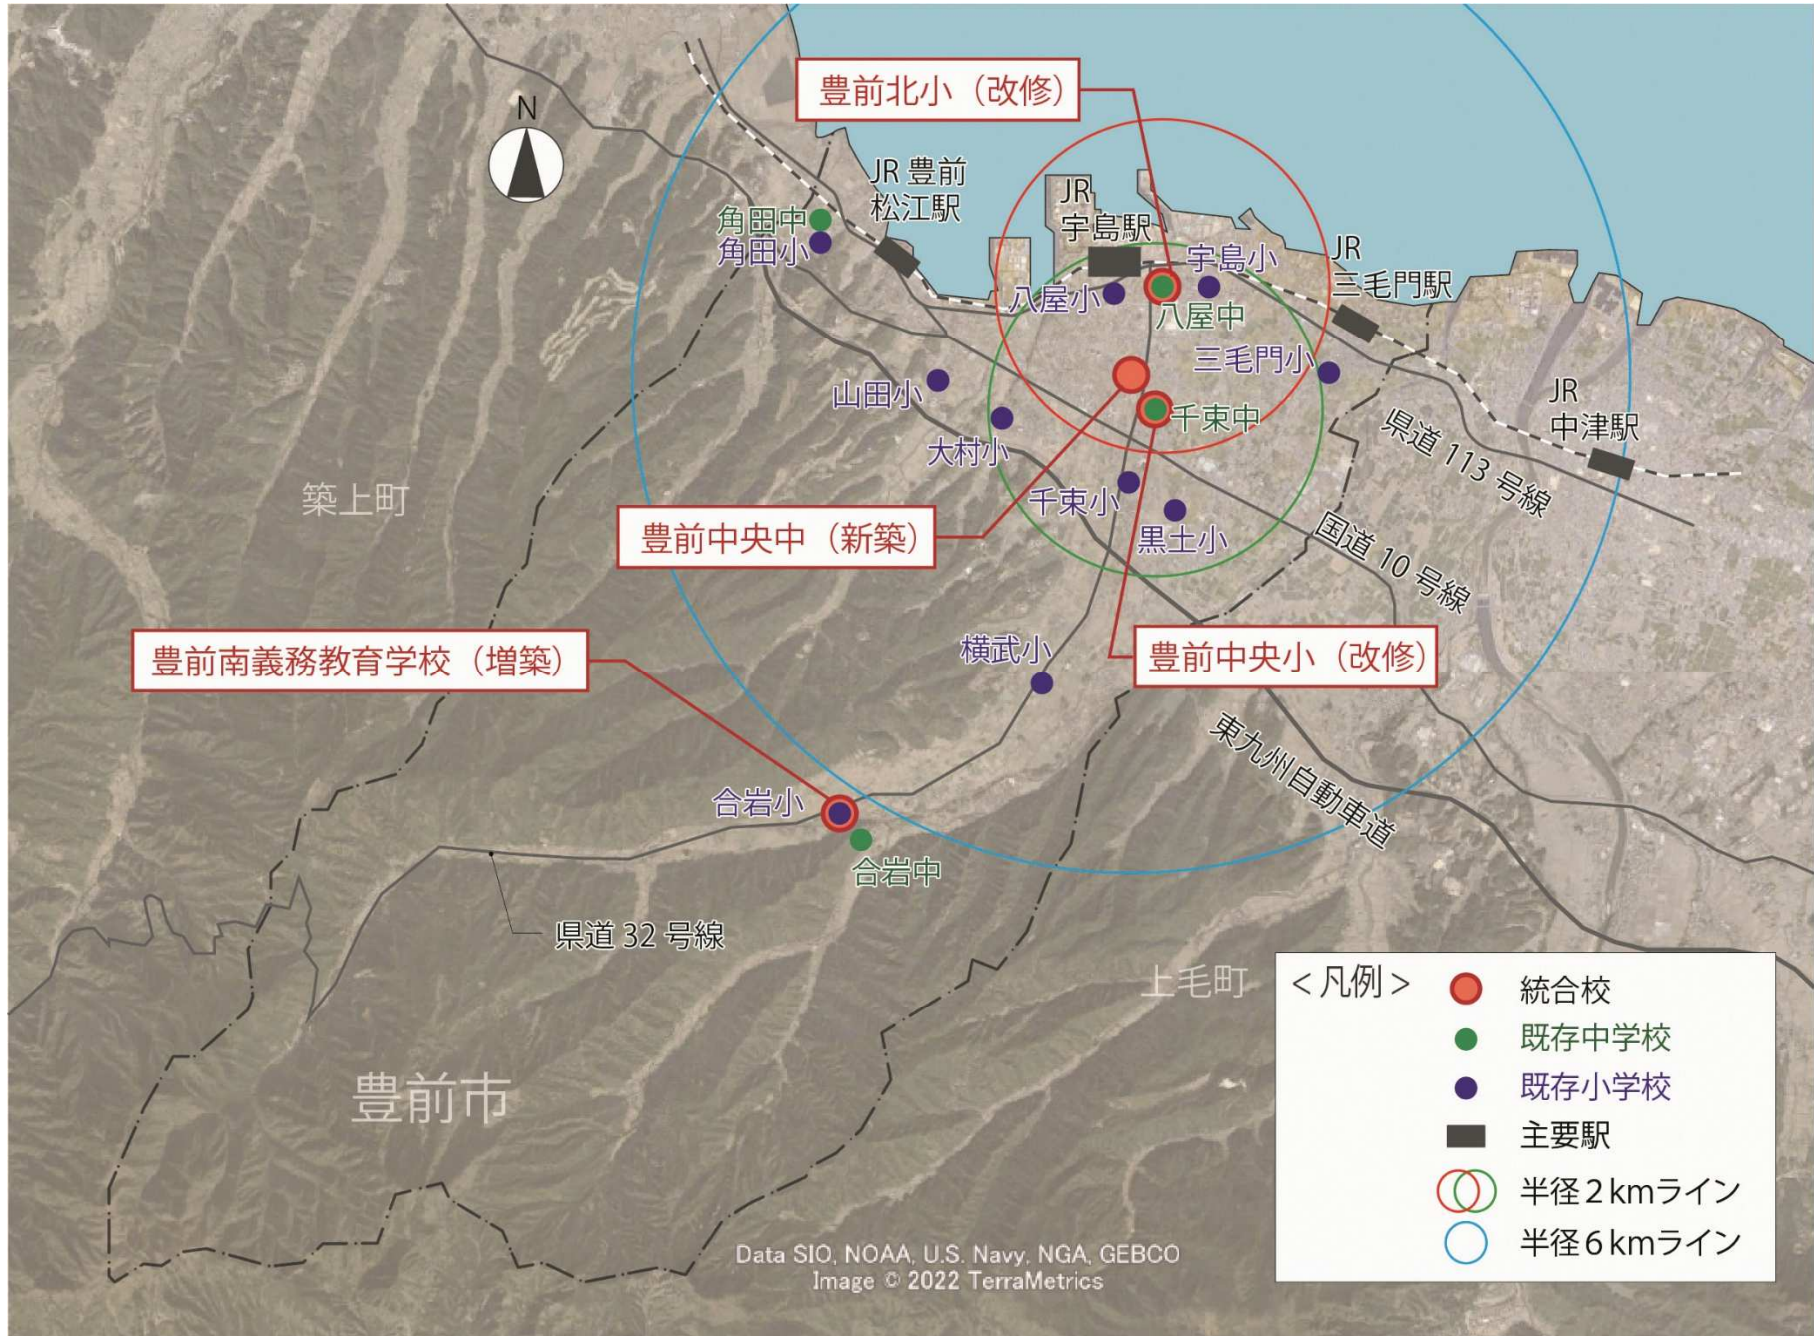 豊前北小（改修）
N
JR 豊前
松江駅
JR
宇島駅
角田中
角田小
宇島小
JR
三毛門駅
八屋小
八屋中
三毛門小
山田小
JR
中津駅
千束中
大村小
県道 113 号線
築上町
千束小
豊前中央中（新築）
黒土小
国道 10 号線
豊前南義務教育学校（増築）
横武小
豊前中央小（改修）
東九州自動車道
合岩小
合岩中
県道 32 号線
上毛町
豊前市
＜凡例＞
統合校
既存中学校
既存小学校
主要駅
半径２kmライン
半径６kmライン
Data SIO, NOAA, U.S. Navy, NGA, GEBCO
Image © 2022 TerraMetrics